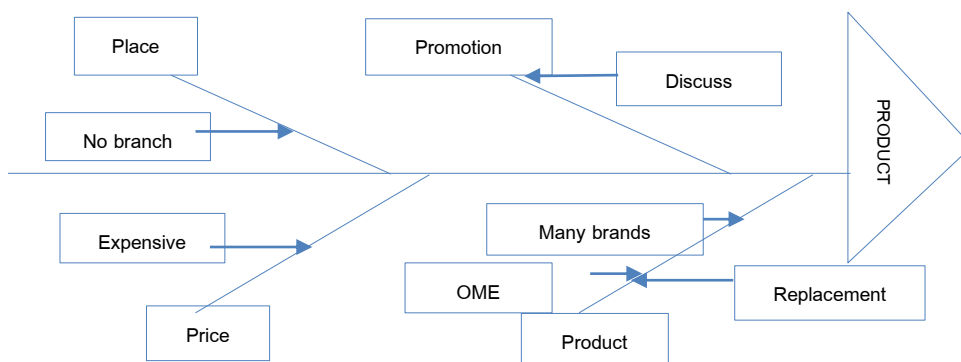 Place
Promotion
Discuss
No branch
PRODUCT
Expensive
Many brands
OME
Replacement
Price
Product